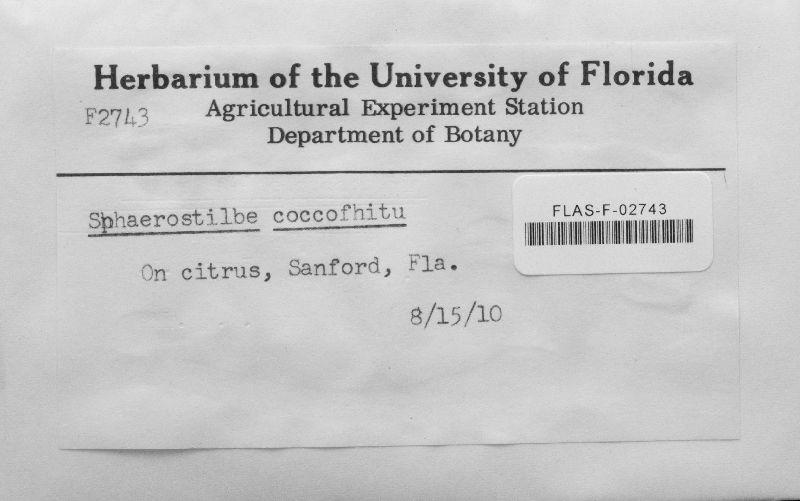 Herbarium of the University of Florida
F2743
Agricultural Experiment Station
Department of Botany
Sphaerostilbe coccofhitu
FLAS-F-02743
On citrus, Sanford, Fla.
8/15/10